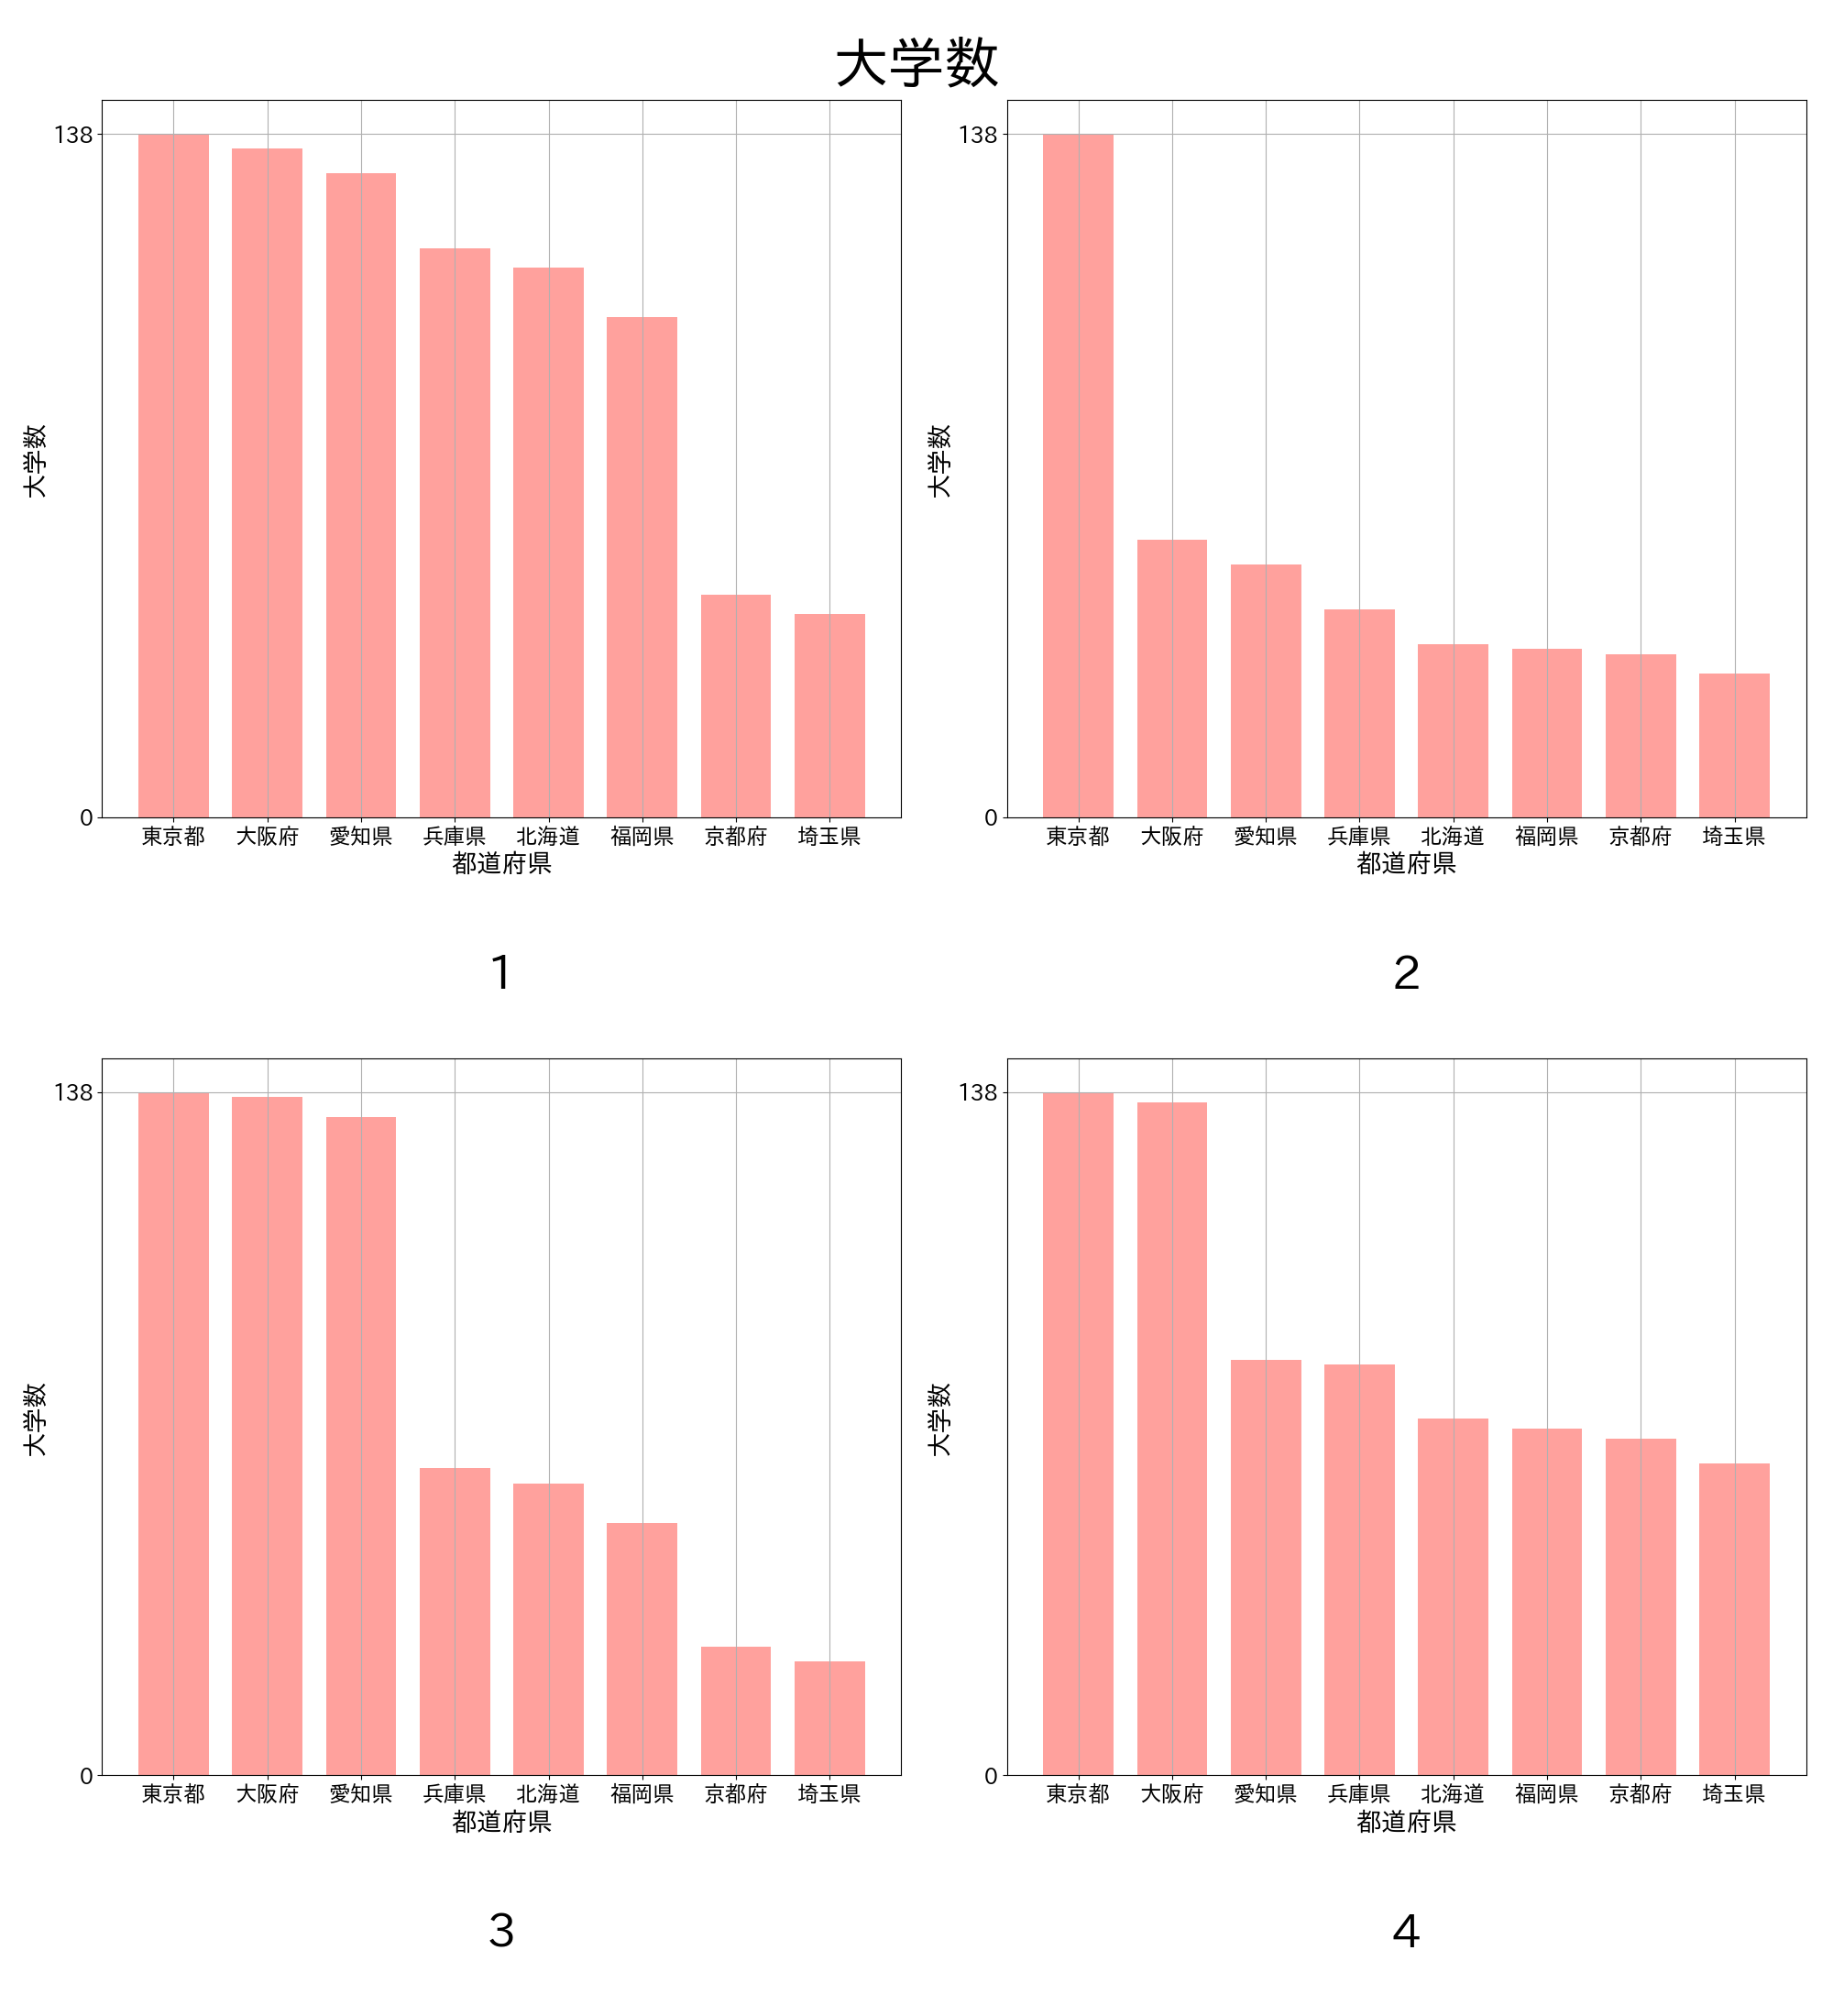 大学数
138
0
大学数
東京都 大阪府 愛知県 兵庫県 北海道 福岡県 京都府 埼玉県
都道府県
1
138
0
大学数
東京都 大阪府 愛知県 兵庫県 北海道 福岡県 京都府 埼玉県
都道府県
2
138
0
大学数
東京都 大阪府 愛知県 兵庫県 北海道 福岡県 京都府 埼玉県
都道府県
3
138
0
大学数
東京都 大阪府 愛知県 兵庫県 北海道 福岡県 京都府 埼玉県
都道府県
4